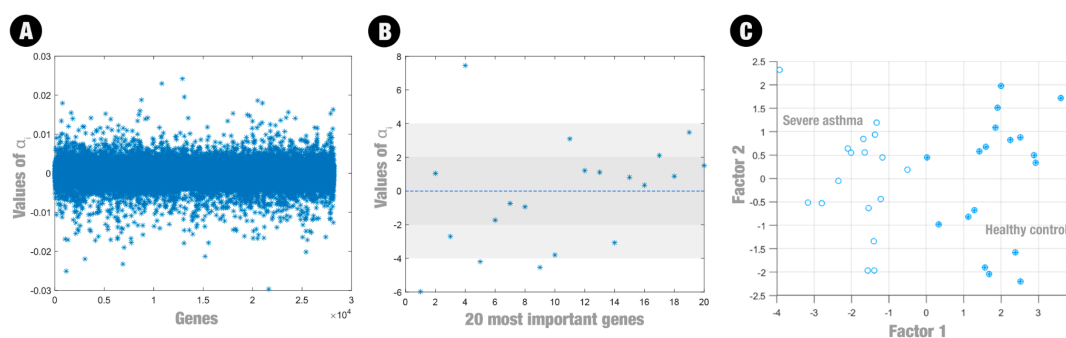 A
0.03
0.02
0.01
0
-0.01
-0.02
-0.03
Values of αi
0 0.5 1 1.5 2 2.5 3
×10⁴
Genes
B
8
6
4
2
0
-2
-4
-6
Values of αi
0 2 4 6 8 10 12 14 16 18 20
20 most important genes
C
2.5
2
1.5
1
0.5
0
-0.5
-1
-1.5
-2
-2.5
Factor 2
Severe asthma
Healthy control
-4 -3 -2 -1 0 1 2 3
Factor 1